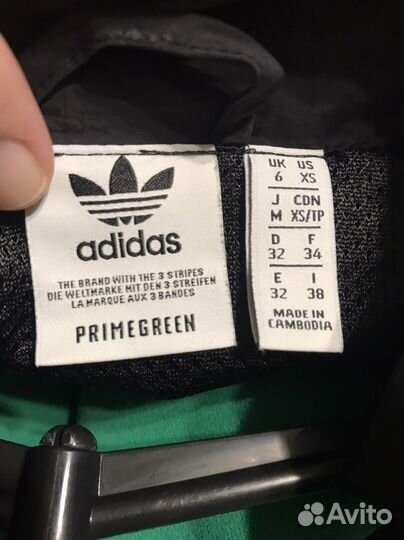 adidas
THE BRAND WITH THE 3 STRIPES
DIE WELTMARKE MIT DEN 3 STREIFEN
LA MARQUE AUX 3 BANDES
PRIMEGREEN
UK US
6 XS
J CDN
M XS/TP
D F
32 34
E I
32 38
MADE IN
CAMBODIA
Avito